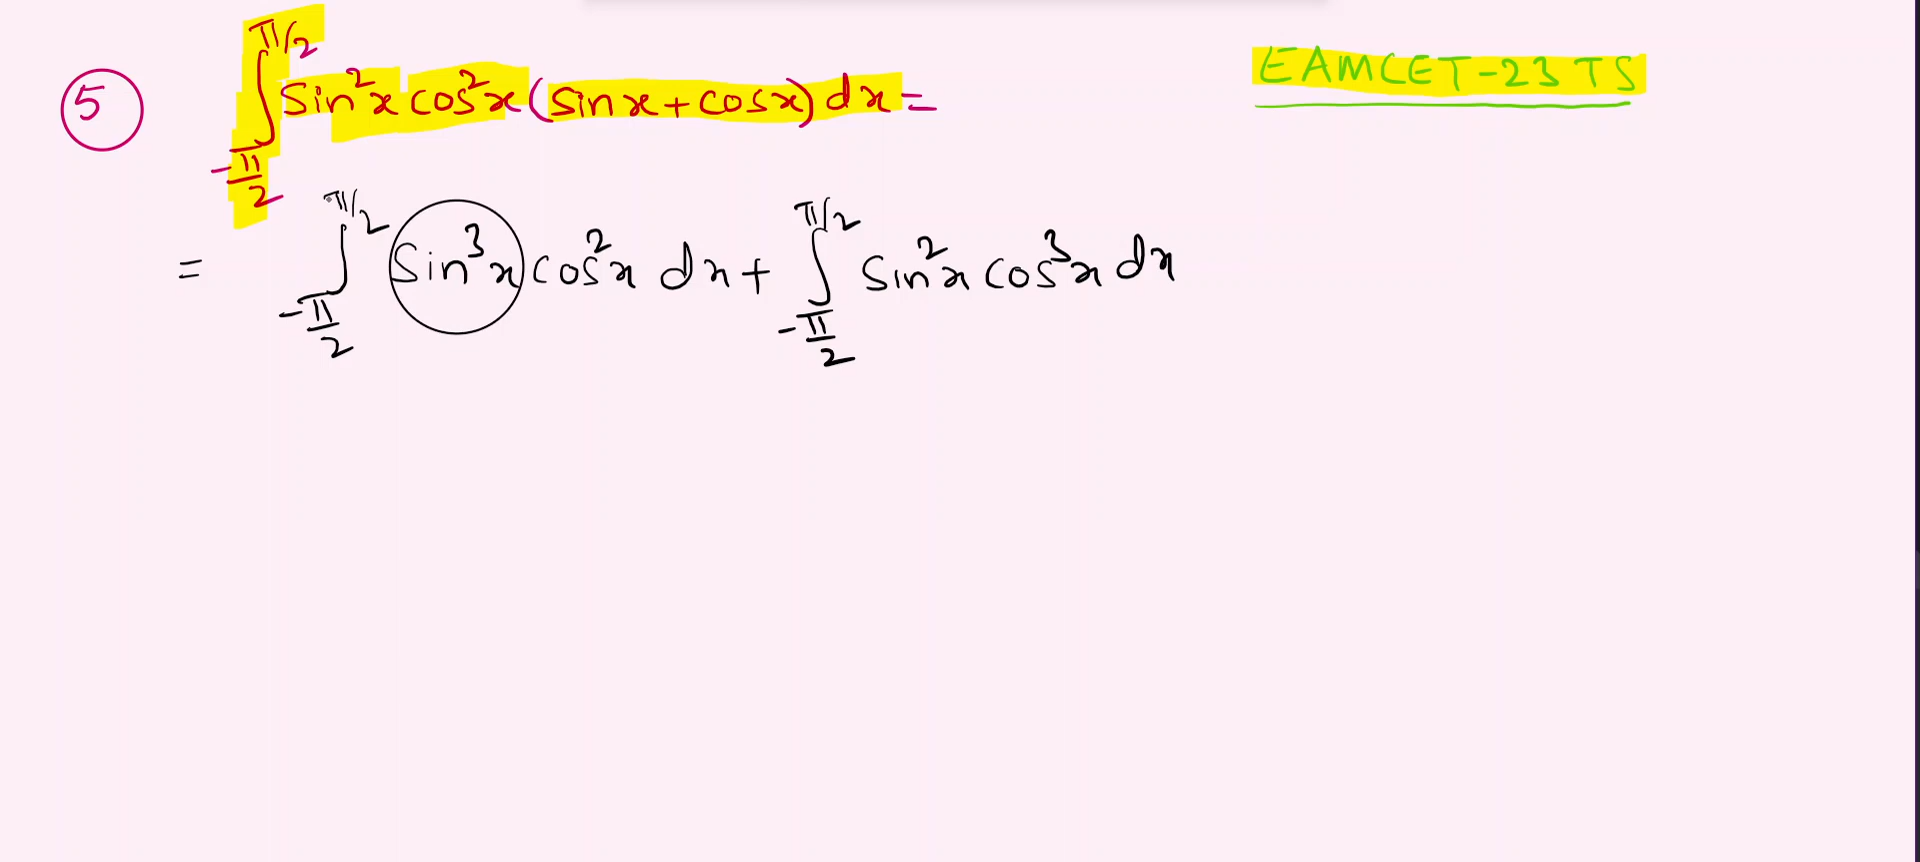 ⑤ ∫_{-π/2}^{π/2} sin²x cos²x (sinx + cosx) dx = EAMCET-23 TS
= ∫_{-π/2}^{π/2} Sin³x cos²x dx + ∫_{-π/2}^{π/2} Sin²x cos³x dx